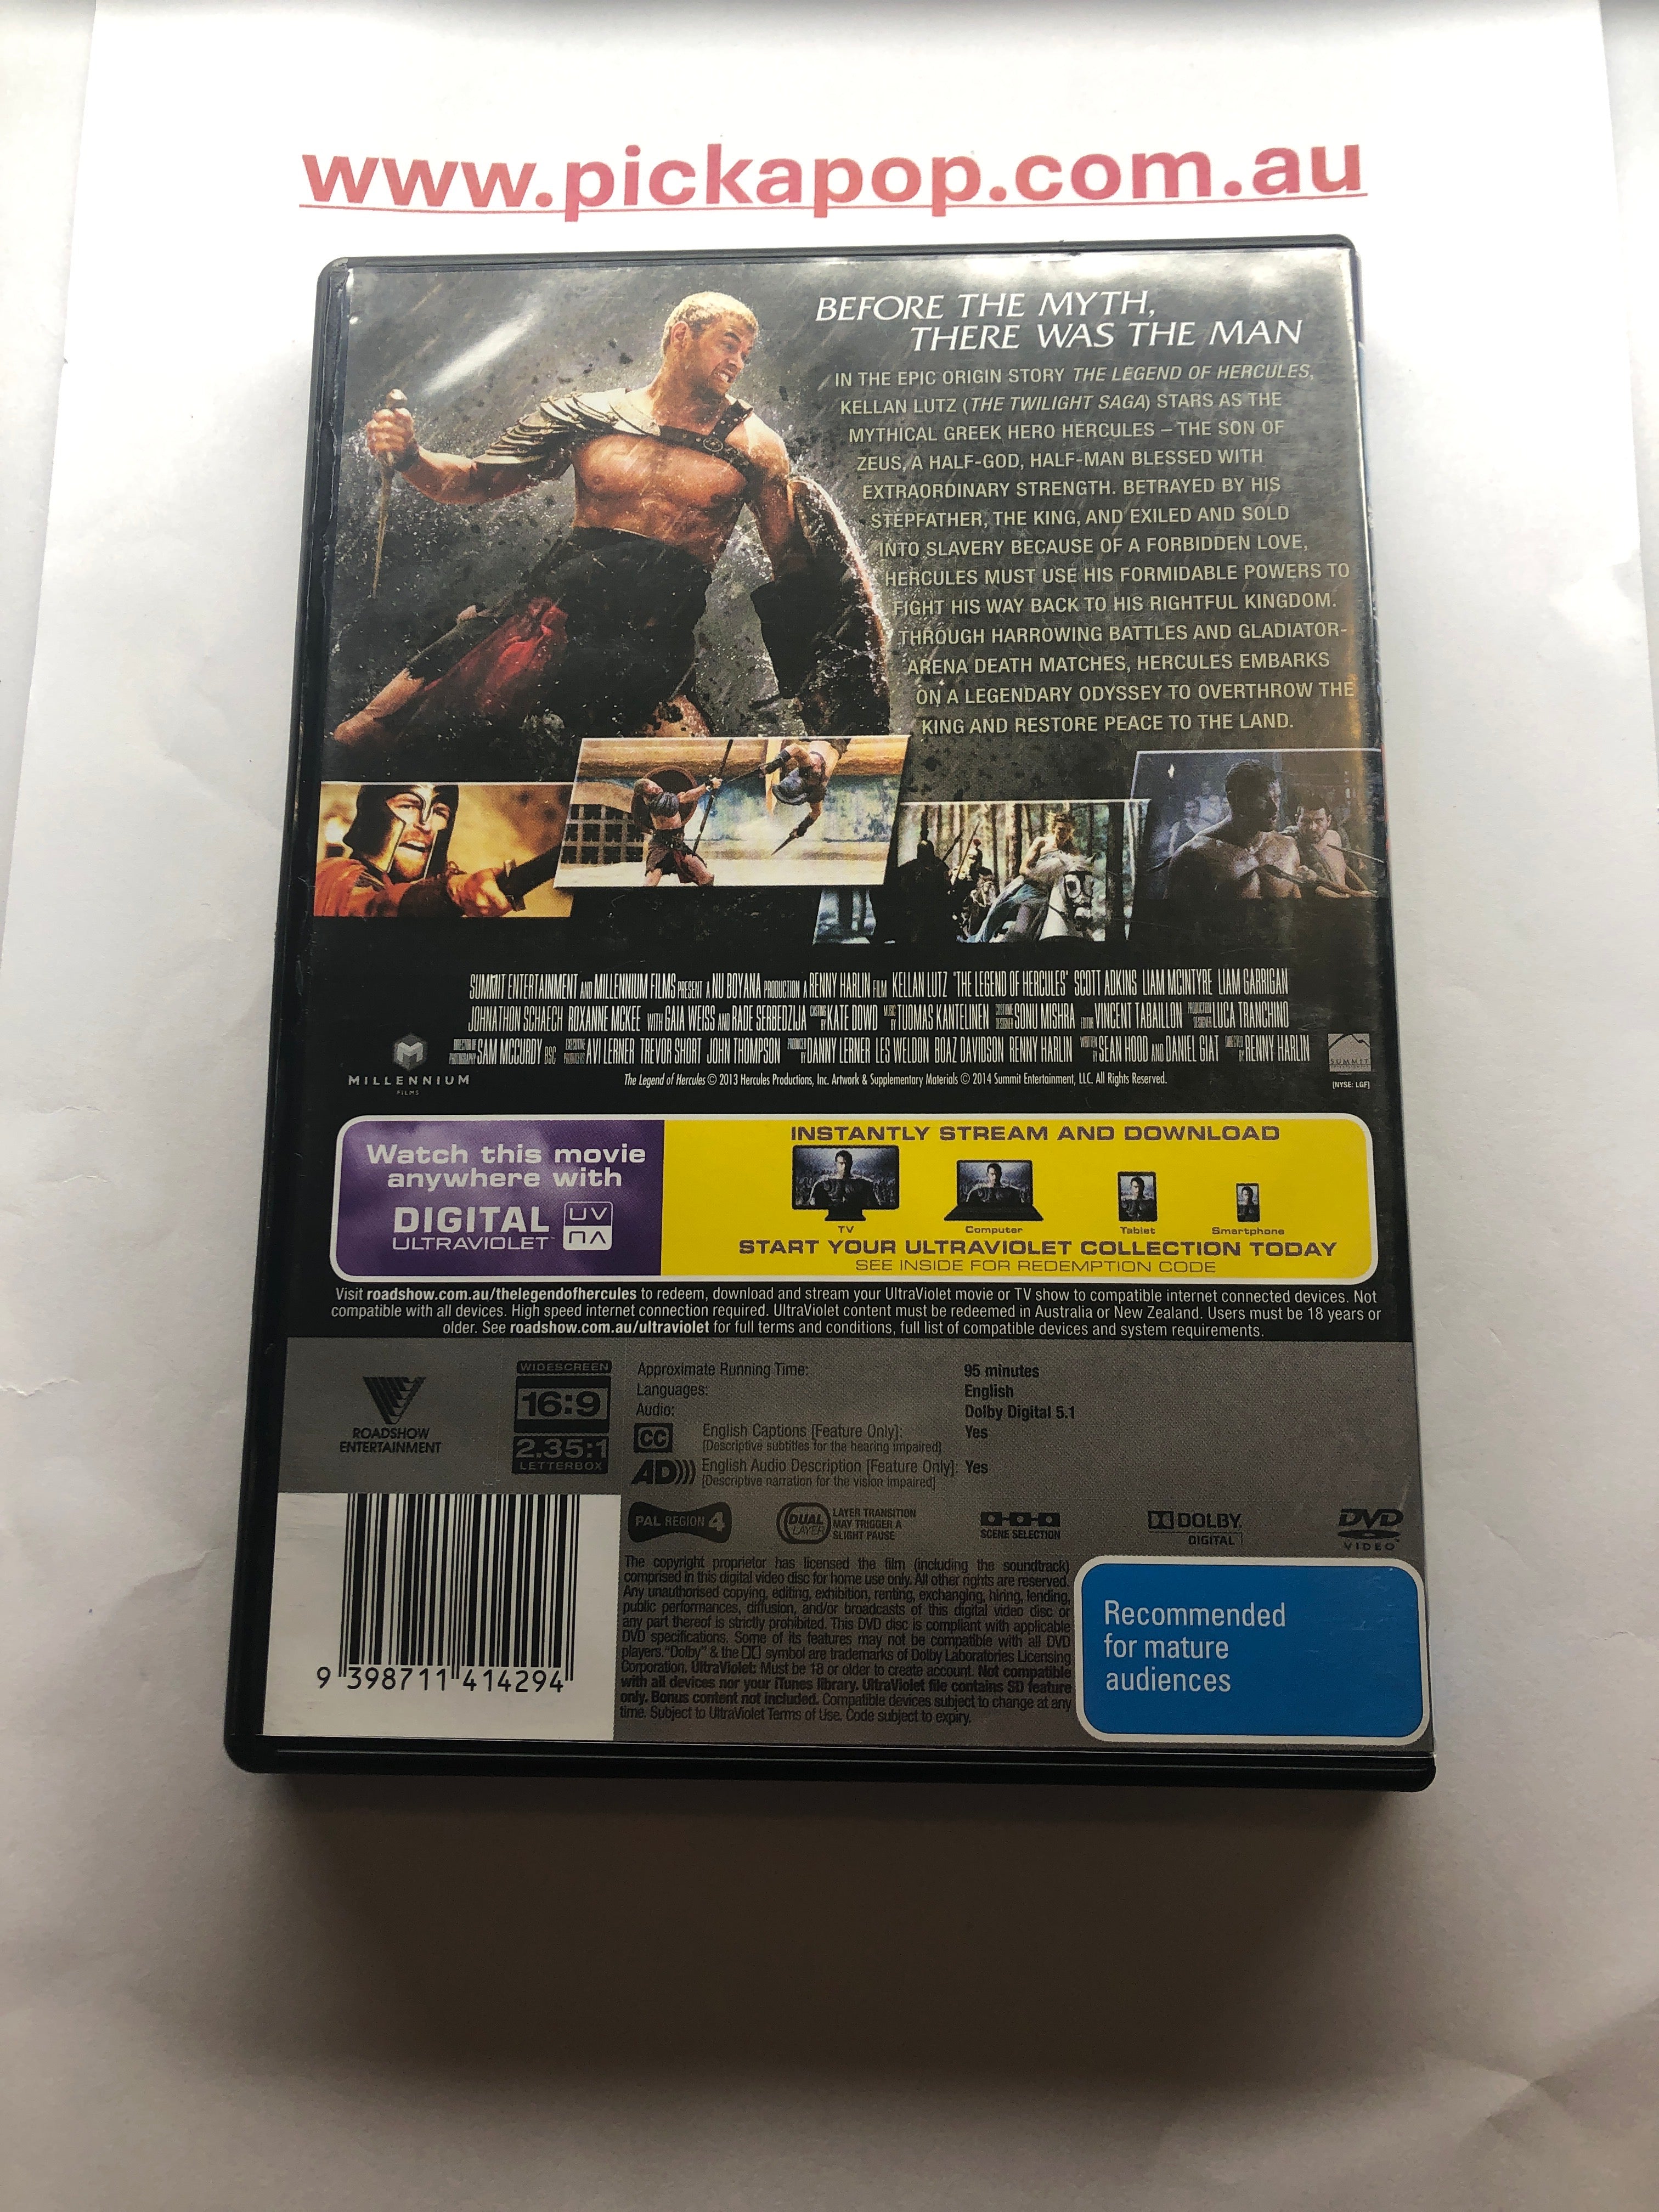 www.pickapop.com.au
BEFORE THE MYTH,
THERE WAS THE MAN
IN THE EPIC ORIGIN STORY THE LEGEND OF HERCULES,
KELLAN LUTZ (THE TWILIGHT SAGA) STARS AS THE
MYTHICAL GREEK HERO HERCULES – THE SON OF
ZEUS, A HALF-GOD, HALF-MAN BLESSED WITH
EXTRAORDINARY STRENGTH. BETRAYED BY HIS
STEPFATHER, THE KING, AND EXILED AND SOLD
INTO SLAVERY BECAUSE OF A FORBIDDEN LOVE,
HERCULES MUST USE HIS FORMIDABLE POWERS TO
FIGHT HIS WAY BACK TO HIS RIGHTFUL KINGDOM.
THROUGH HARROWING BATTLES AND GLADIATOR-
ARENA DEATH MATCHES, HERCULES EMBARKS
ON A LEGENDARY ODYSSEY TO OVERTHROW THE
KING AND RESTORE PEACE TO THE LAND.
SUMMIT ENTERTAINMENT AND MILLENNIUM FILMS PRESENT A NU BOYANA PRODUCTION A RENNY HARLIN FILM KELLAN LUTZ "THE LEGEND OF HERCULES" SCOTT ADKINS LIAM MCINTYRE LIAM GARRIGAN
JOHNATHON SCHAECH ROXANNE MCKEE WITH GAIA WEISS AND RADE SERBEDZIJA CASTING BY KATE DOWD MUSIC BY TUOMAS KANTELINEN COSTUME DESIGNER SONU MISHRA EDITOR VINCENT TABAILLON PRODUCTION DESIGNER LUCA TRANCHINO
DIRECTOR OF PHOTOGRAPHY SAM MCCURDY BSC EXECUTIVE PRODUCERS AVI LERNER TREVOR SHORT JOHN THOMPSON PRODUCED BY DANNY LERNER LES WELDON BOAZ DAVIDSON RENNY HARLIN WRITTEN BY SEAN HOOD AND DANIEL GIAT DIRECTED BY RENNY HARLIN
MILLENNIUM
FILMS
The Legend of Hercules © 2013 Hercules Productions, Inc. Artwork & Supplementary Materials © 2014 Summit Entertainment, LLC. All Rights Reserved.
SUMMIT
[NYSE: LGF]
Watch this movie
anywhere with
DIGITAL
ULTRAVIOLET
UV
INSTANTLY STREAM AND DOWNLOAD
TV Computer Tablet Smartphone
START YOUR ULTRAVIOLET COLLECTION TODAY
SEE INSIDE FOR REDEMPTION CODE
Visit roadshow.com.au/thelegendofhercules to redeem, download and stream your UltraViolet movie or TV show to compatible internet connected devices. Not
compatible with all devices. High speed internet connection required. UltraViolet content must be redeemed in Australia or New Zealand. Users must be 18 years or
older. See roadshow.com.au/ultraviolet for full terms and conditions, full list of compatible devices and system requirements.
ROADSHOW
ENTERTAINMENT
WIDESCREEN
16:9
2.35:1
LETTERBOX
Approximate Running Time: 95 minutes
Languages: English
Audio: Dolby Digital 5.1
CC English Captions [Feature Only]: Yes
[Descriptive subtitles for the hearing impaired]
AD))) English Audio Description [Feature Only]: Yes
[Descriptive narration for the vision impaired]
PAL REGION 4
DUAL
LAYER
LAYER TRANSITION
MAY TRIGGER A
SLIGHT PAUSE
SCENE SELECTION
DOLBY
DIGITAL
DVD
VIDEO
The copyright proprietor has licensed the film (including the soundtrack)
comprised in this digital video disc for home use only. All other rights are reserved.
Any unauthorised copying, editing, exhibition, renting, exchanging, hiring, lending,
public performances, diffusion, and/or broadcasts of this digital video disc or
any part thereof is strictly prohibited. This DVD disc is compliant with applicable
DVD specifications. Some of its features may not be compatible with all DVD
players. "Dolby" & the symbol are trademarks of Dolby Laboratories Licensing
Corporation. UltraViolet: Must be 18 or older to create account. Not compatible
with all devices nor your iTunes library. UltraViolet file contains SD feature
only. Bonus content not included. Compatible devices subject to change at any
time. Subject to UltraViolet Terms of Use. Code subject to expiry.
9 398711 414294
Recommended
for mature
audiences